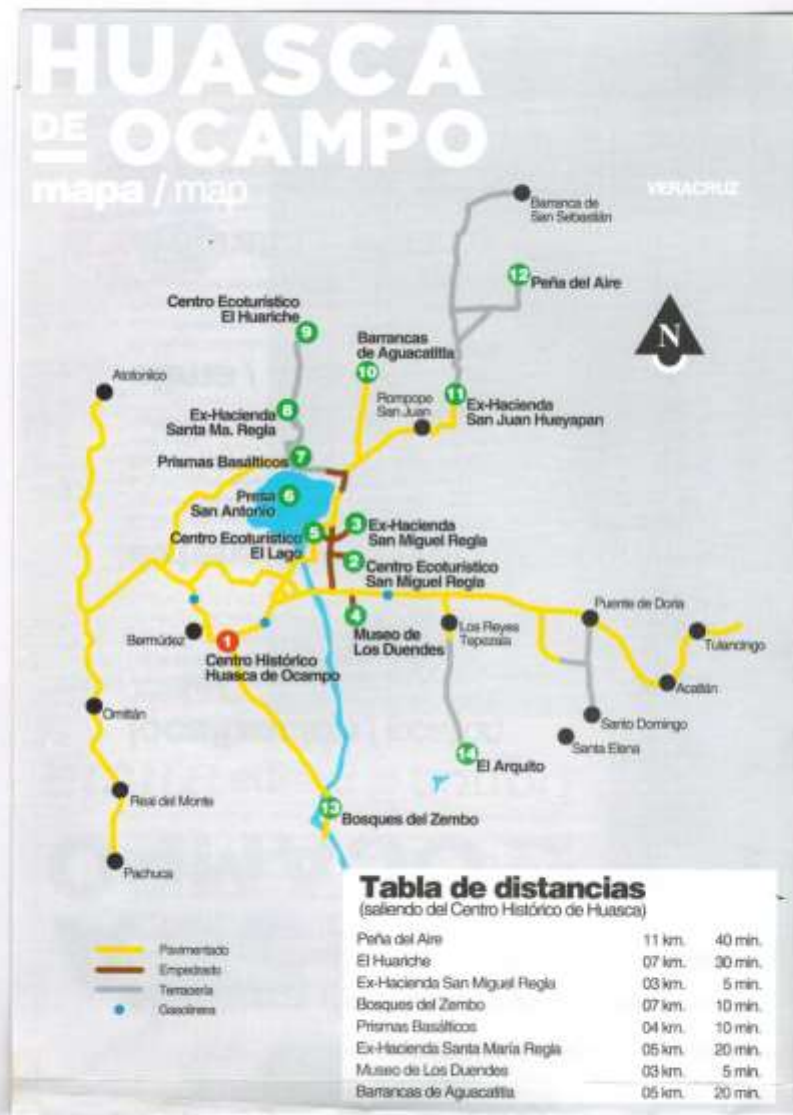 HUASCA
DE OCAMPO
mapa / map
VERACRUZ
Barranca de
San Sebastián
12
Peña del Aire
N
Centro Ecoturístico
El Huariche
9
Barrancas
de Aguacatitla
10
Atotonilco
Rompope
San Juan
11
Ex-Hacienda
San Juan Hueyapan
8
Ex-Hacienda
Santa Ma. Regla
Prismas Basálticos
7
Presa
San Antonio
6
Centro Ecoturístico
El Lago
5
3
Ex-Hacienda
San Miguel Regla
2
Centro Ecoturístico
San Miguel Regla
4
Museo de
Los Duendes
Bermúdez
1
Centro Histórico
Huasca de Ocampo
Los Reyes
Tepezala
Puente de Doria
Tulancingo
Acatlán
Santo Domingo
Santa Elena
Omitlán
14
El Arquito
Real del Monte
13
Bosques del Zembo
Pachuca
Pavimentado
Empedrado
Terracería
Gasolinera
Tabla de distancias
(saliendo del Centro Histórico de Huasca)
Peña del Aire 11 km. 40 min.
El Huariche 07 km. 30 min.
Ex-Hacienda San Miguel Regla 03 km. 5 min.
Bosques del Zembo 07 km. 10 min.
Prismas Basálticos 04 km. 10 min.
Ex-Hacienda Santa María Regla 05 km. 20 min.
Museo de Los Duendes 03 km. 5 min.
Barrancas de Aguacatitla 05 km. 20 min.